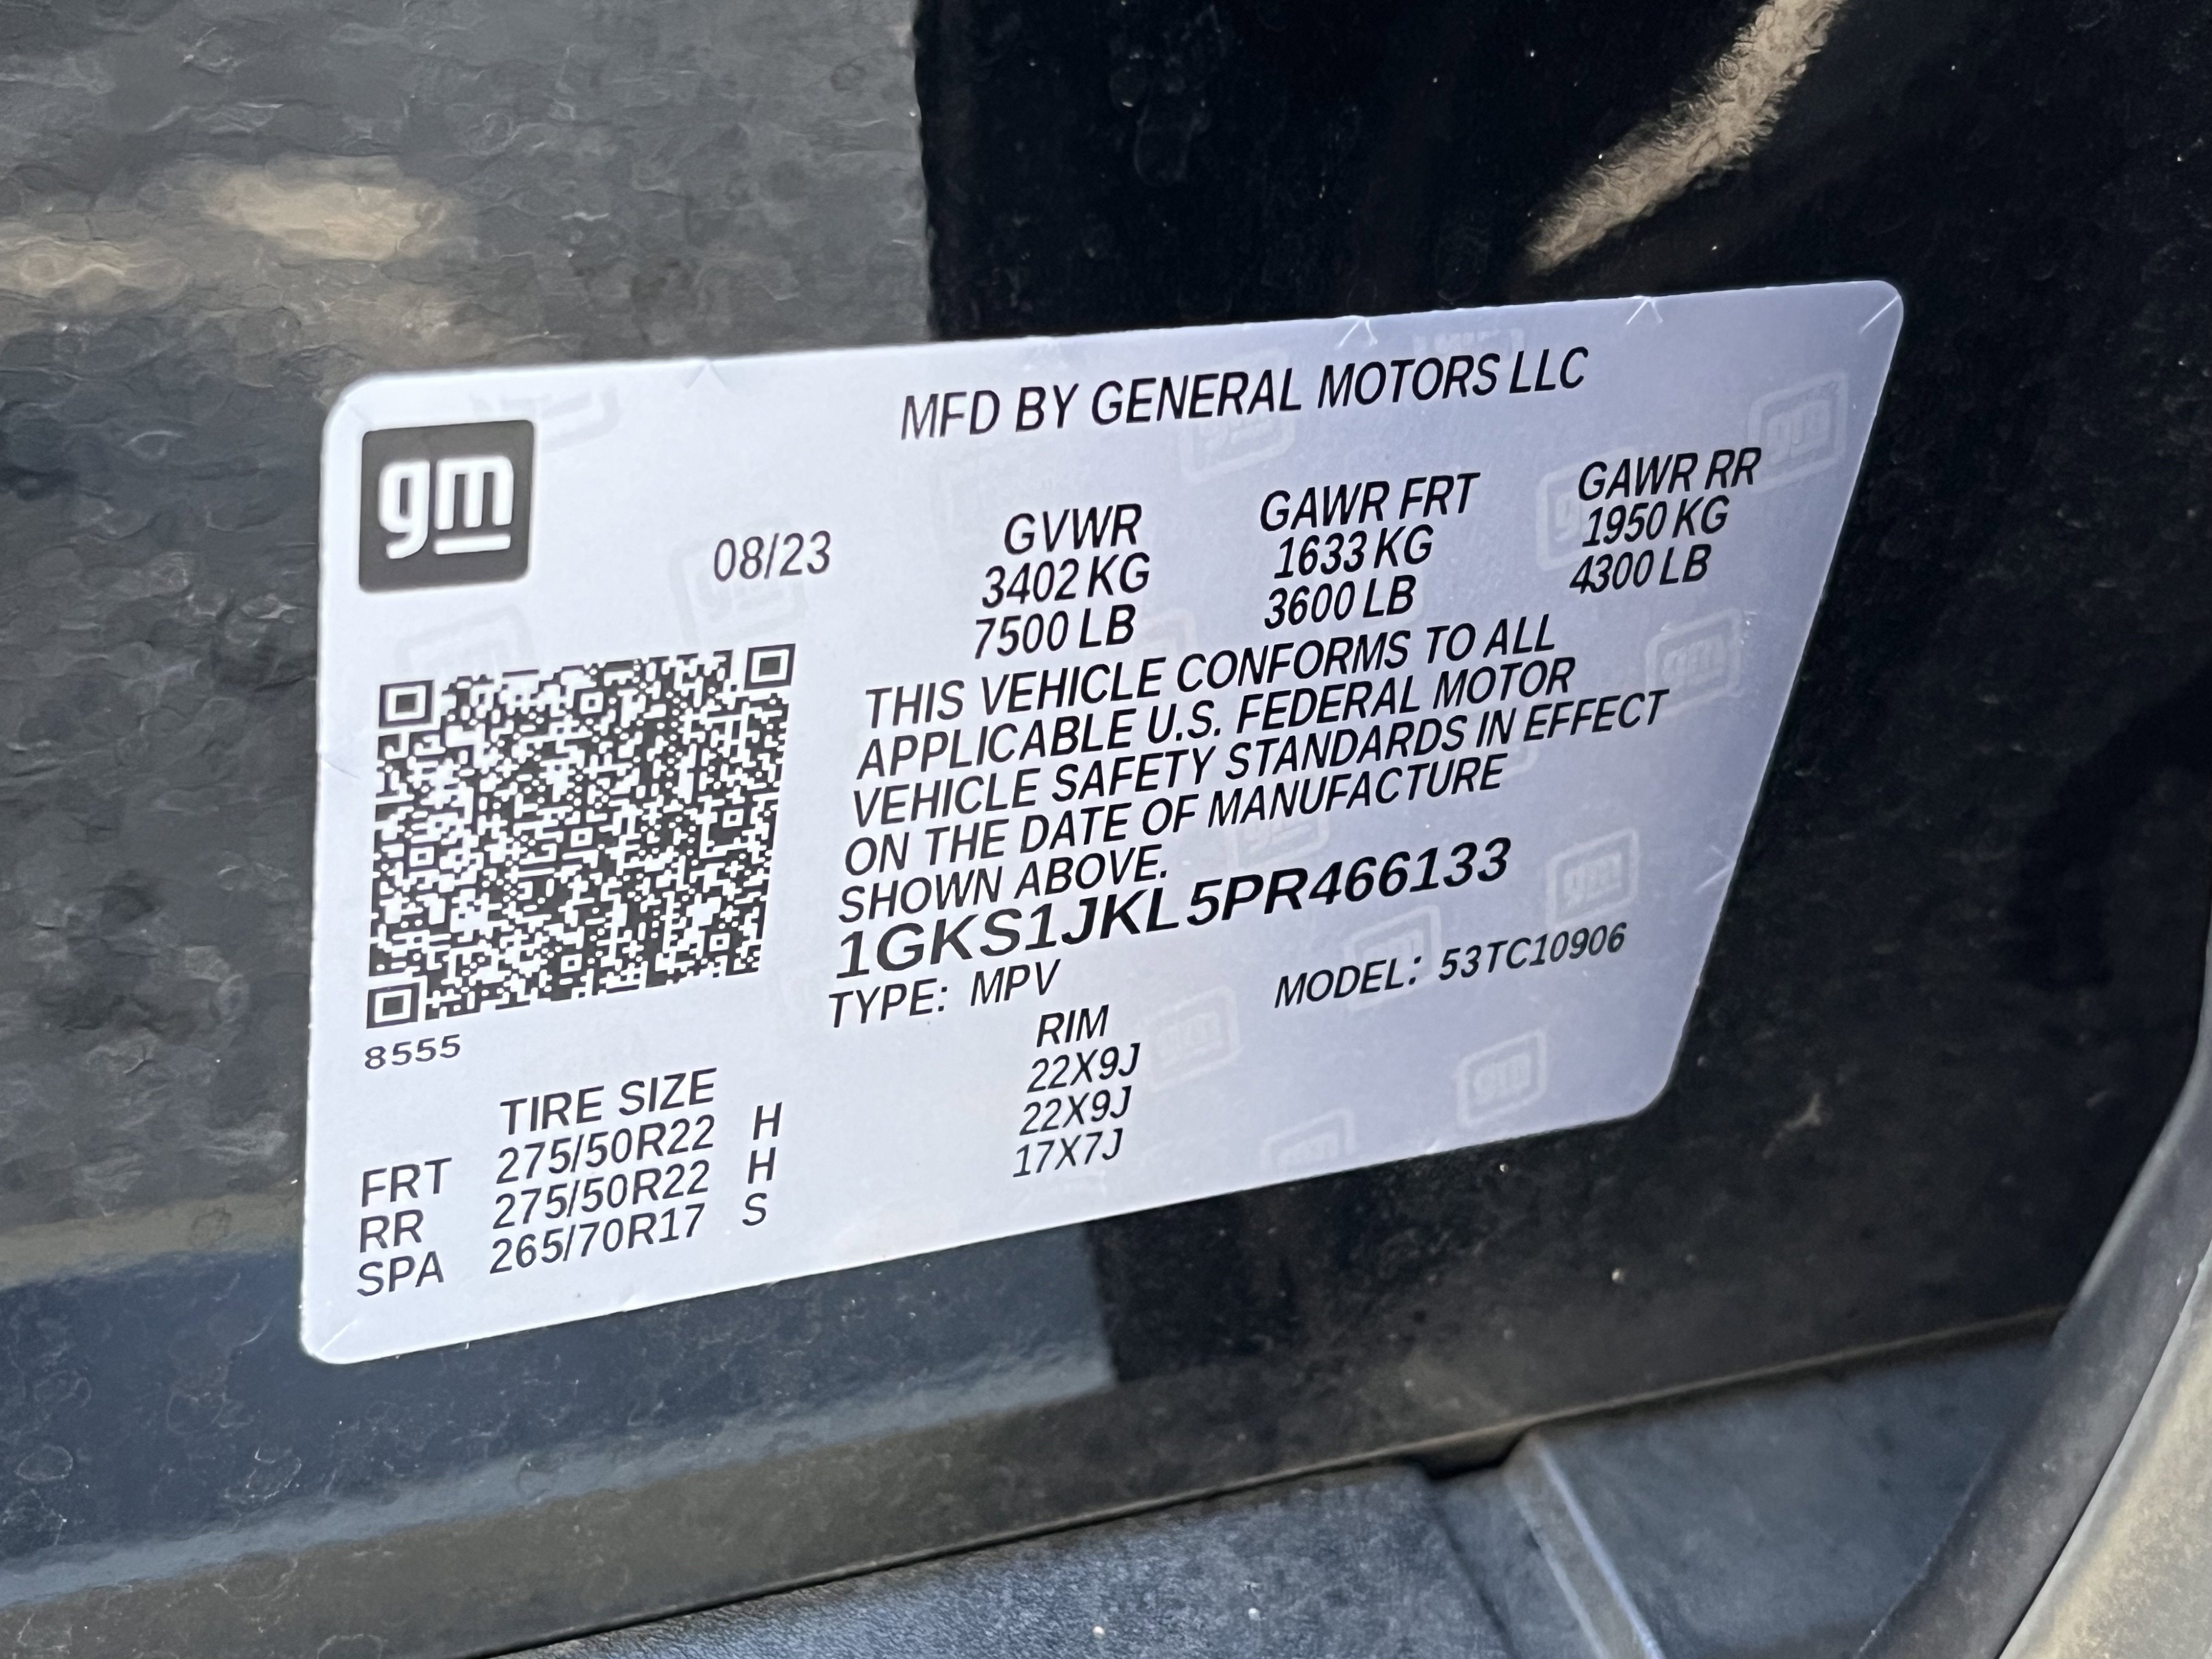 gm
MFD BY GENERAL MOTORS LLC
08/23
GVWR GAWR FRT GAWR RR
3402 KG 1633 KG 1950 KG
7500 LB 3600 LB 4300 LB
THIS VEHICLE CONFORMS TO ALL
APPLICABLE U.S. FEDERAL MOTOR
VEHICLE SAFETY STANDARDS IN EFFECT
ON THE DATE OF MANUFACTURE
SHOWN ABOVE.
1GKS1JKL5PR466133
TYPE: MPV MODEL: 53TC10906
8555
TIRE SIZE RIM
FRT 275/50R22 H 22X9J
RR 275/50R22 H 22X9J
SPA 265/70R17 S 17X7J